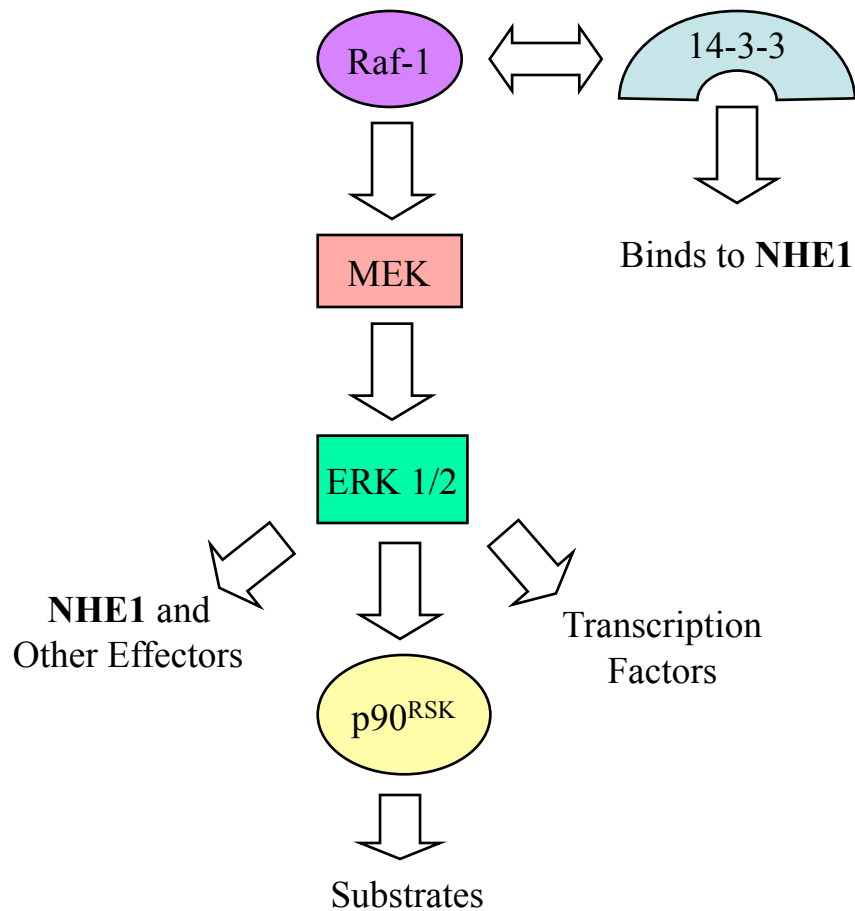 Raf-1
14-3-3
Binds to NHE1
MEK
ERK 1/2
NHE1 and
Other Effectors
Transcription
Factors
p90RSK
Substrates